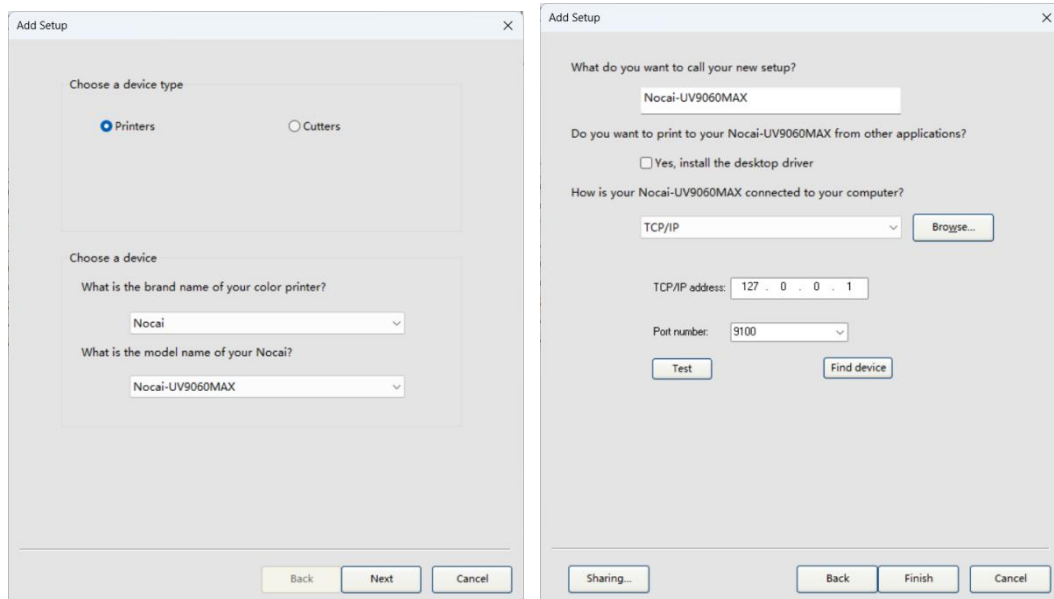 Add Setup
Choose a device type
Printers
Cutters
Choose a device
What is the brand name of your color printer?
Nocai
What is the model name of your Nocai?
Nocai-UV9060MAX
Back
Next
Cancel
Add Setup
What do you want to call your new setup?
Nocai-UV9060MAX
Do you want to print to your Nocai-UV9060MAX from other applications?
Yes, install the desktop driver
How is your Nocai-UV9060MAX connected to your computer?
TCP/IP
Browse...
TCP/IP address: 127 . 0 . 0 . 1
Port number: 9100
Test
Find device
Sharing...
Back
Finish
Cancel